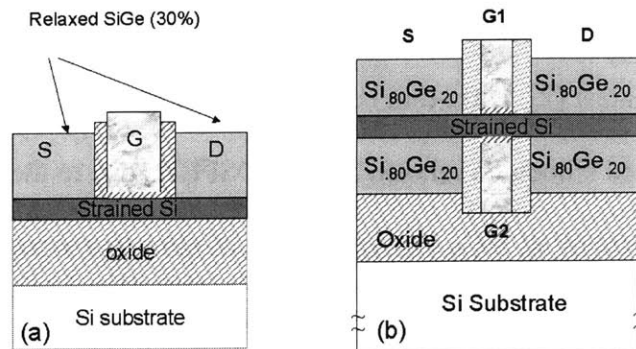 Relaxed SiGe (30%)
S
G
D
Strained Si
oxide
Si substrate
(a)
G1
S
D
Si.80Ge.20
Si.80Ge.20
Strained Si
Si.80Ge.20
Si.80Ge.20
Oxide
G2
Si Substrate
(b)